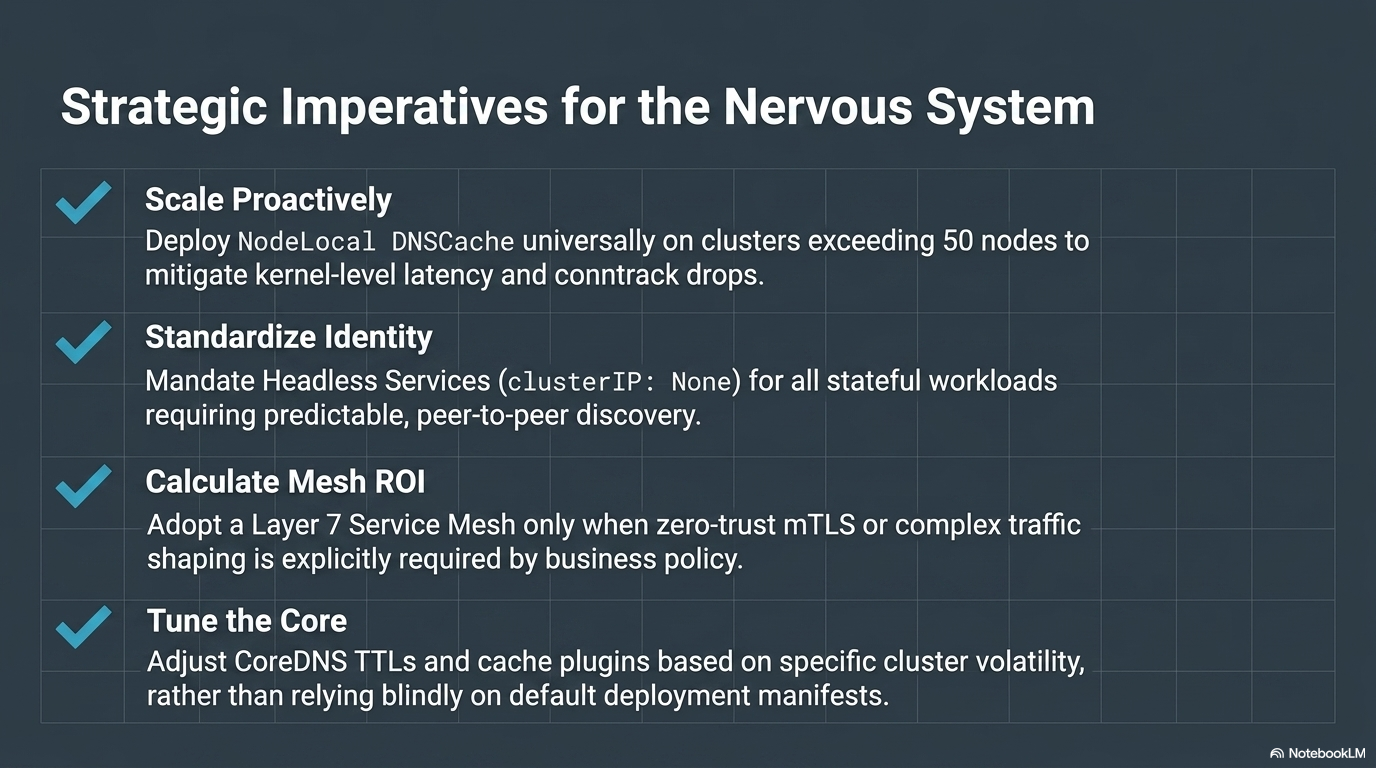 Strategic Imperatives for the Nervous System
Scale Proactively
Deploy NodeLocal DNSCache universally on clusters exceeding 50 nodes to
mitigate kernel-level latency and conntrack drops.
Standardize Identity
Mandate Headless Services (clusterIP: None) for all stateful workloads
requiring predictable, peer-to-peer discovery.
Calculate Mesh ROI
Adopt a Layer 7 Service Mesh only when zero-trust mTLS or complex traffic
shaping is explicitly required by business policy.
Tune the Core
Adjust CoreDNS TTLs and cache plugins based on specific cluster volatility,
rather than relying blindly on default deployment manifests.
NotebookLM